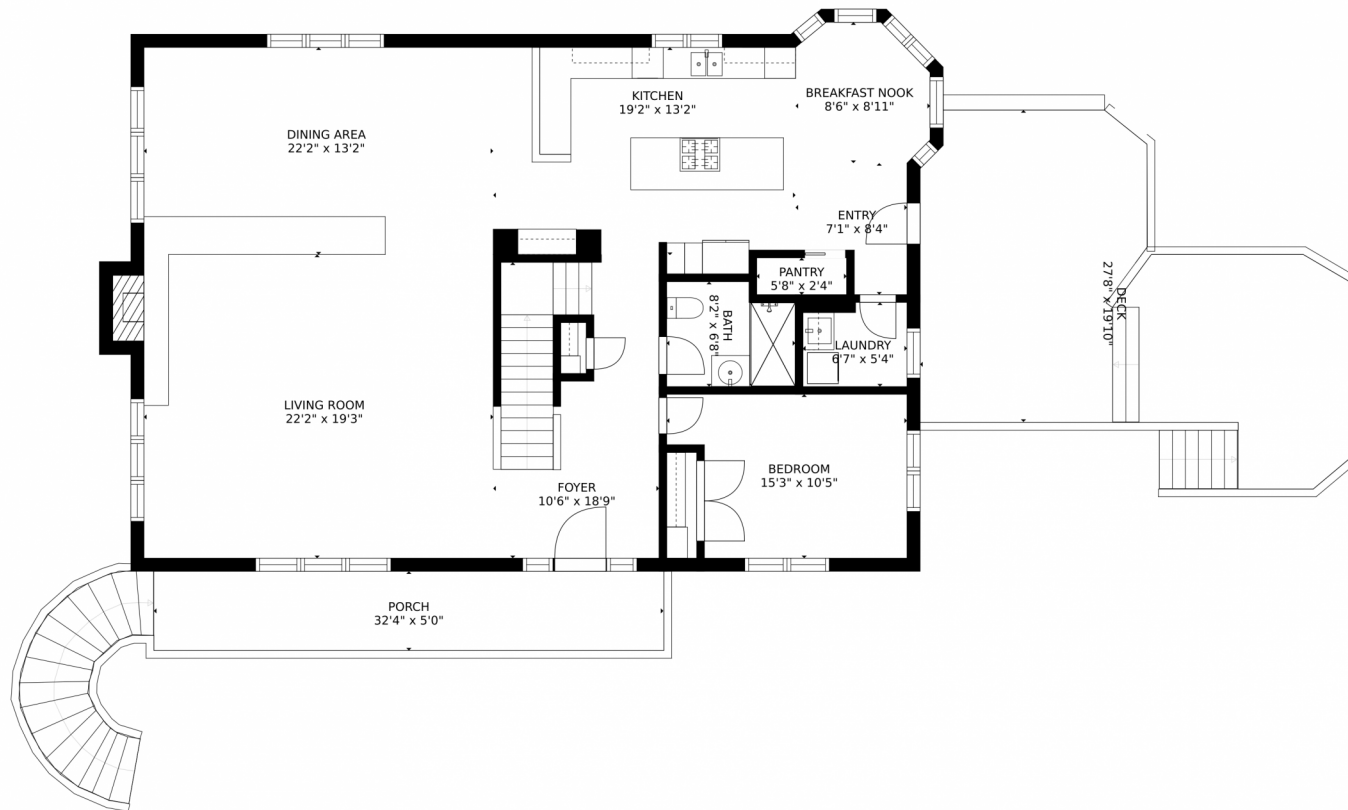 KITCHEN
19'2" x 13'2"
BREAKFAST NOOK
8'6" x 8'11"
DINING AREA
22'2" x 13'2"
ENTRY
7'1" x 8'4"
PANTRY
5'8" x 2'4"
DECK
27'8" x 19'10"
BATH
8'2" x 6'8"
LAUNDRY
6'7" x 5'4"
LIVING ROOM
22'2" x 19'3"
BEDROOM
15'3" x 10'5"
FOYER
10'6" x 18'9"
PORCH
32'4" x 5'0"